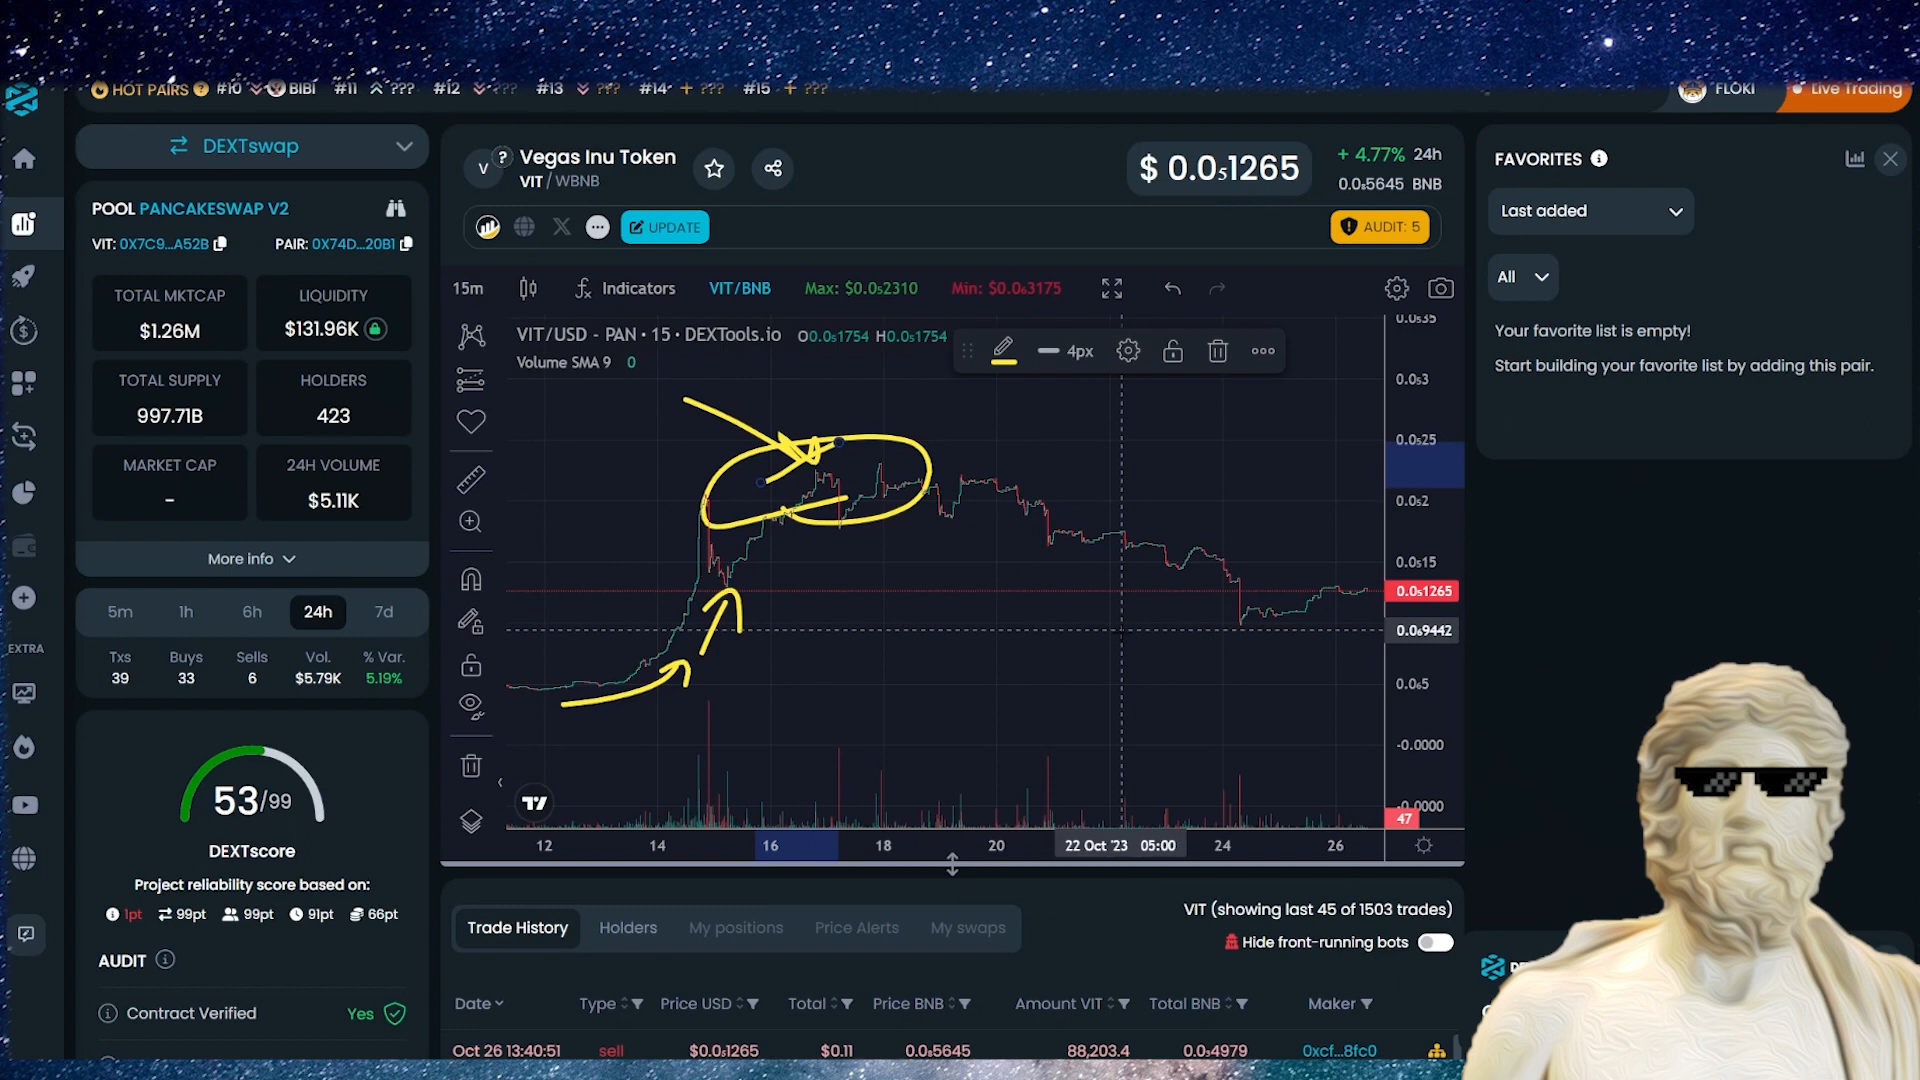 HOT PAIRS ? #10 BIBI #11 ??? #12 ??? #13 ??? #14 ??? #15 ???
FLOKI
Live Trading
DEXTswap
POOL PANCAKESWAP V2
VIT: 0X7C9...A52B PAIR: 0X74D...20B1
TOTAL MKTCAP
$1.26M
LIQUIDITY
$131.96K
TOTAL SUPPLY
997.71B
HOLDERS
423
MARKET CAP
-
24H VOLUME
$5.11K
More info
5m 1h 6h 24h 7d
Txs Buys Sells Vol. % Var.
39 33 6 $5.79K 5.19%
EXTRA
53/99
DEXTscore
Project reliability score based on:
1pt 99pt 99pt 91pt 66pt
AUDIT
Contract Verified Yes
V ?
Vegas Inu Token
VIT / WBNB
$ 0.0₅1265
+ 4.77% 24h
0.0₈5645 BNB
UPDATE
AUDIT: 5
15m Indicators VIT/BNB Max: $0.0₅2310 Min: $0.0₆3175
VIT/USD - PAN · 15 · DEXTools.io O0.0₅1754 H0.0₅1754
Volume SMA 9 0
4px
0.0₅35
0.0₅3
0.0₅25
0.0₅2
0.0₅15
0.0₅1265
0.0₆9442
0.0₆5
-0.0000
-0.0000
47
12 14 16 18 20 22 Oct '23 05:00 24 26
Trade History Holders My positions Price Alerts My swaps
VIT (showing last 45 of 1503 trades)
Hide front-running bots
Date Type Price USD Total Price BNB Amount VIT Total BNB Maker
Oct 26 13:40:51 sell $0.0₅1265 $0.11 0.0₈5645 88,203.4 0.0₃4979 0xcf...8fc0
FAVORITES
Last added
All
Your favorite list is empty!
Start building your favorite list by adding this pair.